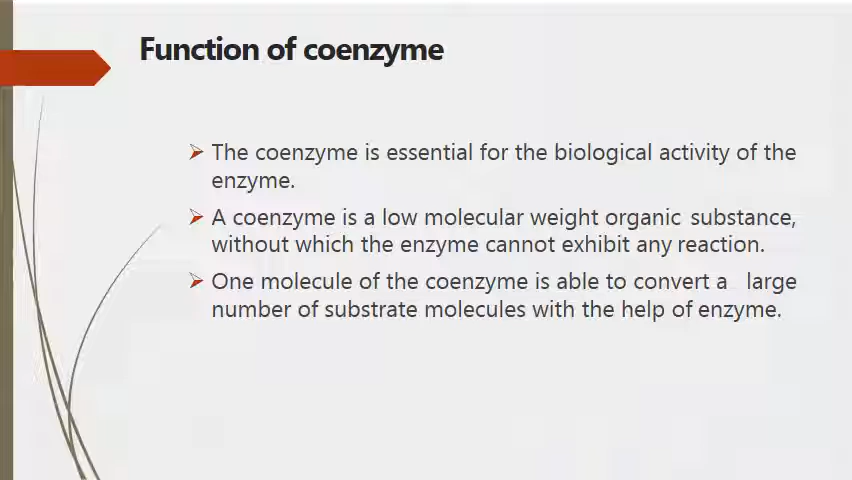 Function of coenzyme
The coenzyme is essential for the biological activity of the
enzyme.
A coenzyme is a low molecular weight organic substance,
without which the enzyme cannot exhibit any reaction.
One molecule of the coenzyme is able to convert a large
number of substrate molecules with the help of enzyme.